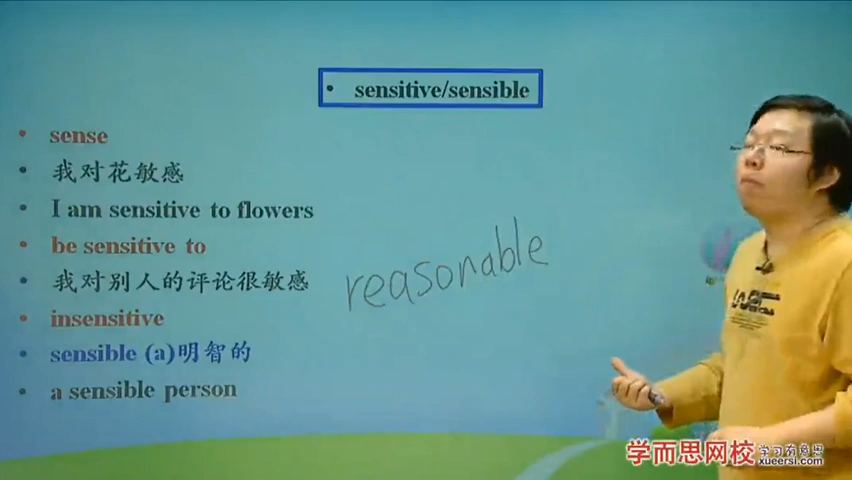 • sensitive/sensible
• sense
• 我对花敏感
• I am sensitive to flowers
• be sensitive to
• 我对别人的评论很敏感
reasonable
• insensitive
• sensible (a)明智的
• a sensible person
学而思网校
xueersi.com